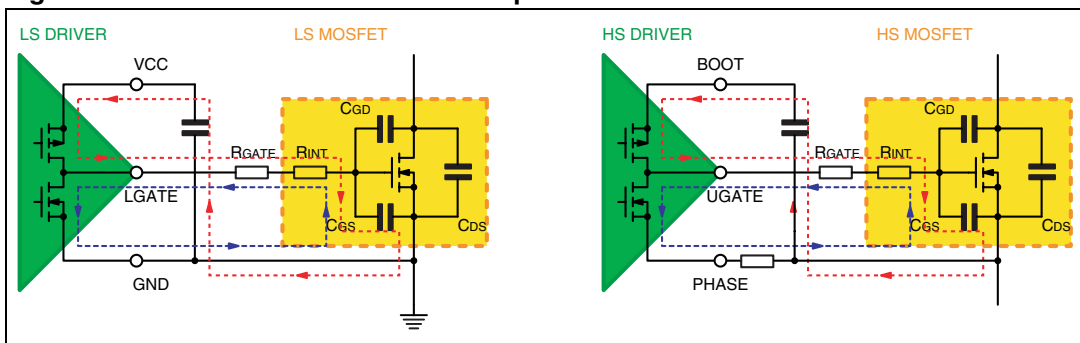 LS DRIVER
LS MOSFET
VCC
CGD
RGATE
RINT
LGATE
CGS
CDS
GND
HS DRIVER
HS MOSFET
BOOT
CGD
RGATE
RINT
UGATE
CGS
CDS
PHASE